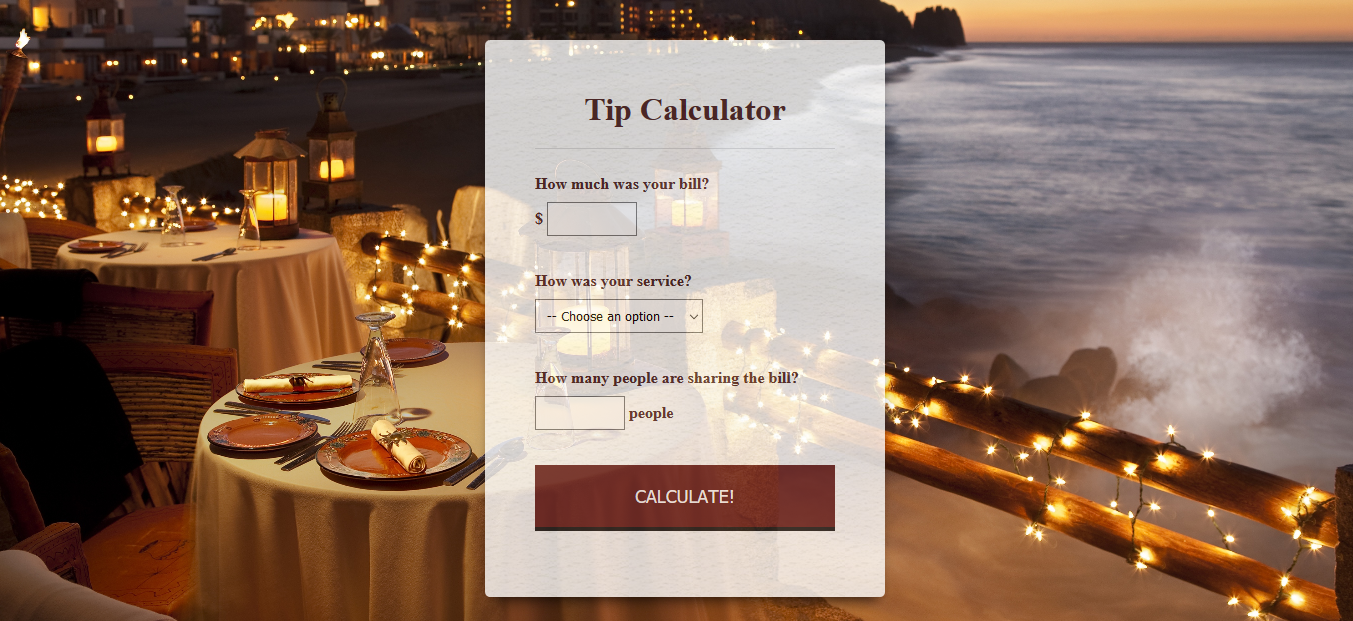 Tip Calculator
How much was your bill?
$
How was your service?
-- Choose an option --
How many people are sharing the bill?
people
CALCULATE!